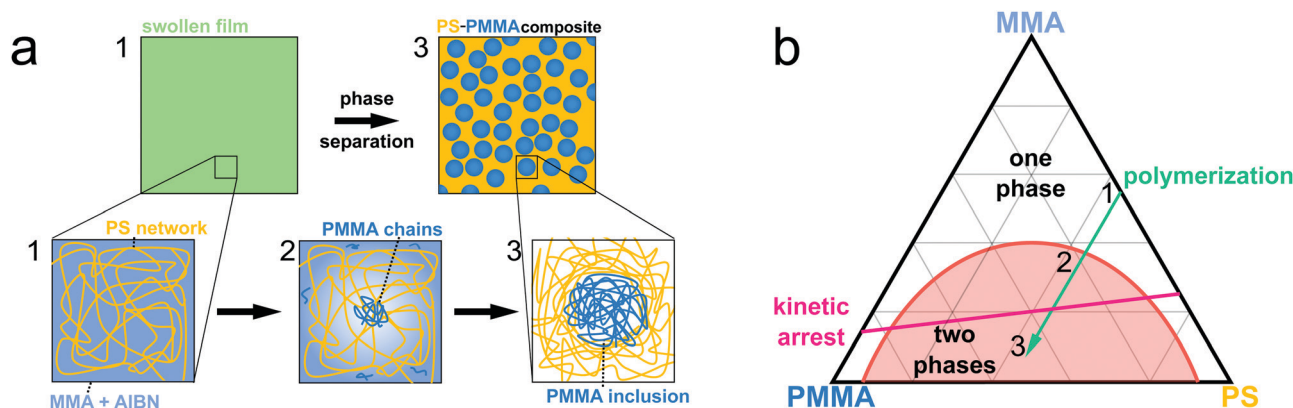 a
swollen film
1
phase
separation
PS-PMMA composite
3
PS network
1
MMA + AIBN
PMMA chains
2
3
PMMA inclusion
b
MMA
one
phase
1
polymerization
2
kinetic
arrest
two
phases
3
PMMA
PS